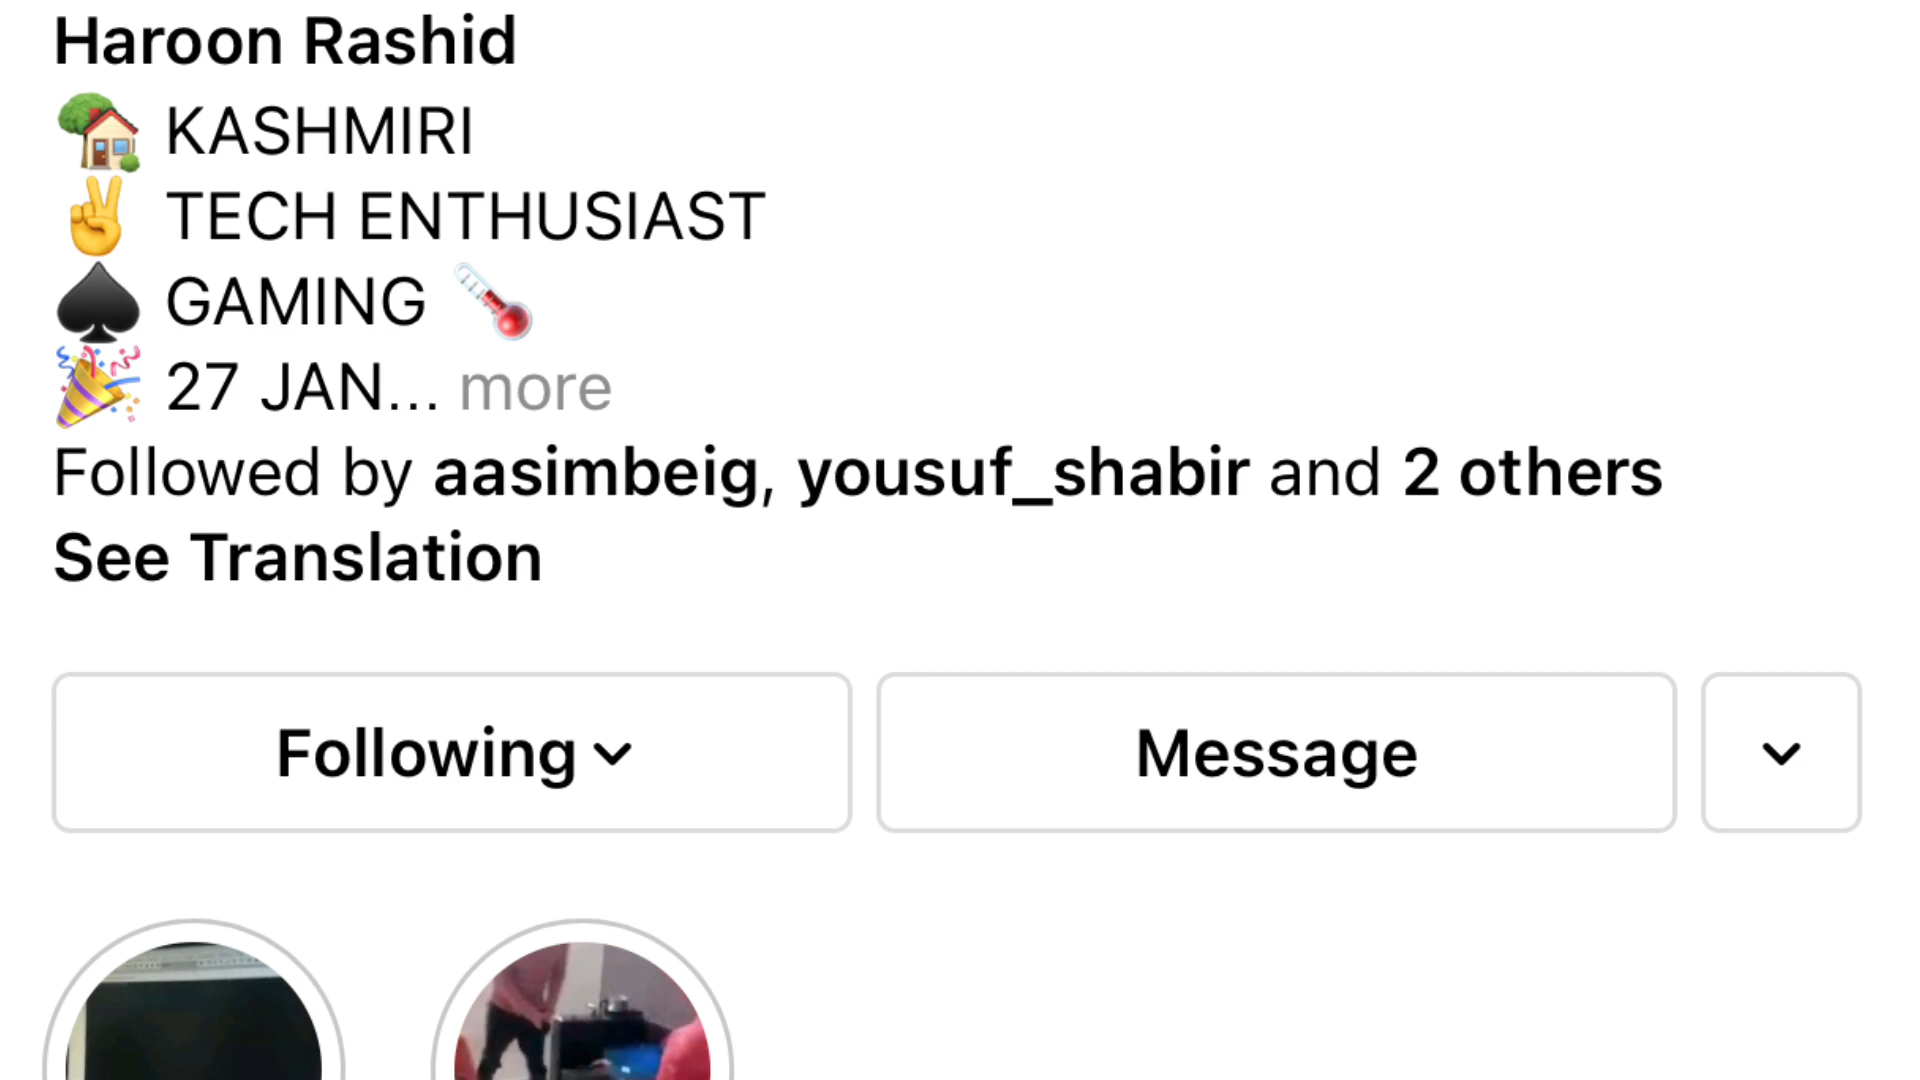 Haroon Rashid
🏡 KASHMIRI
✌️ TECH ENTHUSIAST
♠️ GAMING 🌡️
🎉 27 JAN... more
Followed by aasimbeig, yousuf_shabir and 2 others
See Translation
Following
Message